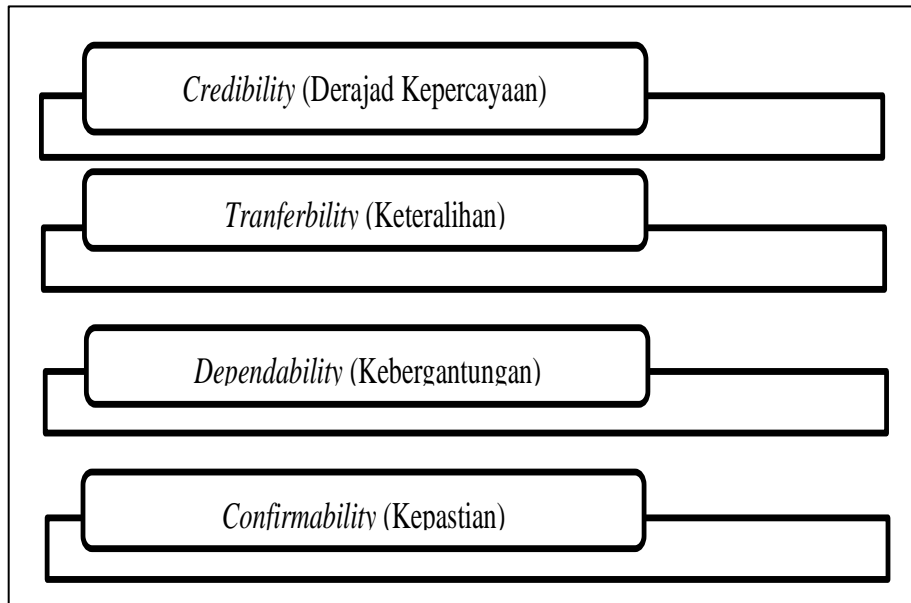 Credibility (Derajad Kepercayaan)
Tranferbility (Keteralihan)
Dependability (Kebergantungan)
Confirmability (Kepastian)